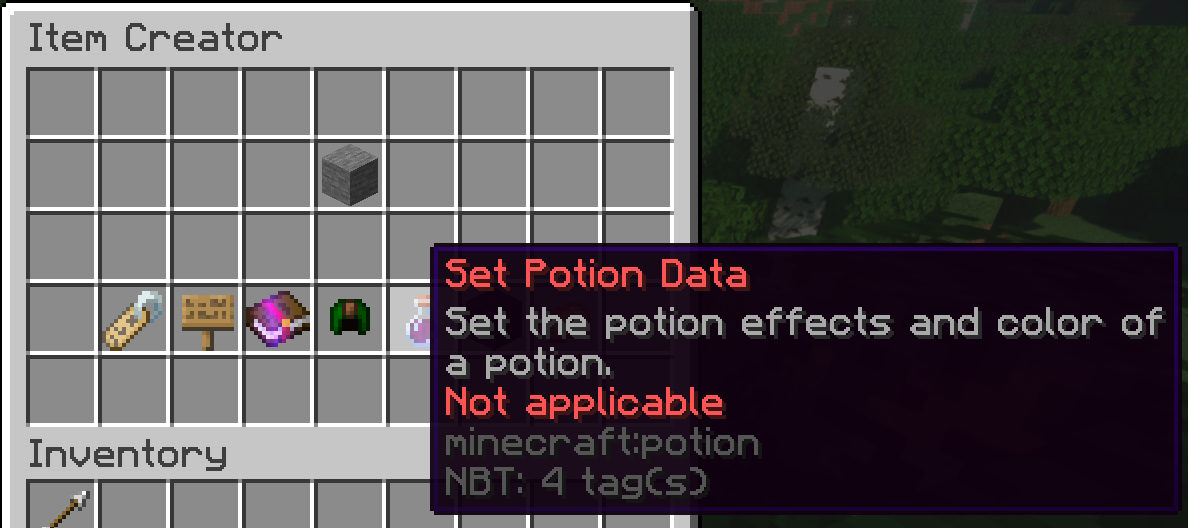 Item Creator
Set Potion Data
Set the potion effects and color of
a potion.
Not applicable
minecraft:potion
NBT: 4 tag(s)
Inventory